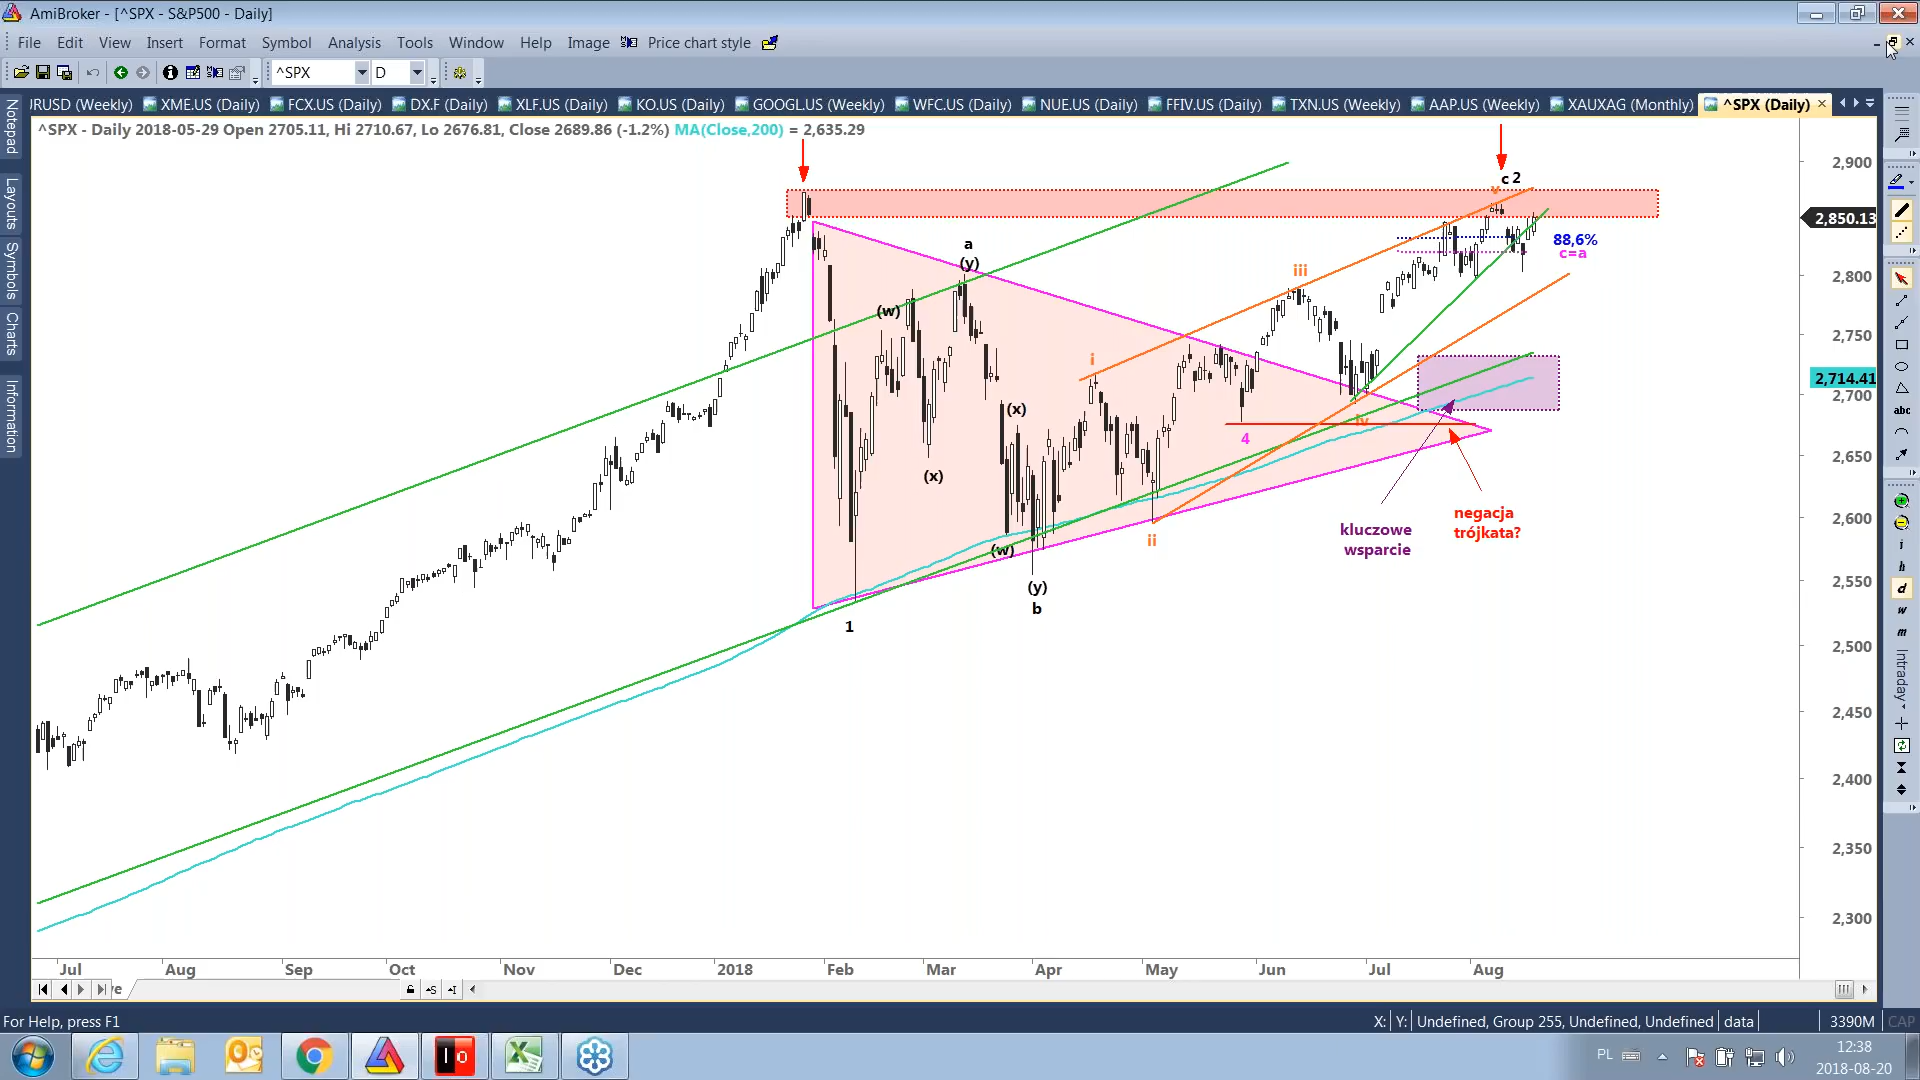 AmiBroker - [^SPX - S&P500 - Daily]
File Edit View Insert Format Symbol Analysis Tools Window Help Image Price chart style
^SPX D
JRUSD (Weekly) XME.US (Daily) FCX.US (Daily) DX.F (Daily) XLF.US (Daily) KO.US (Daily) GOOGL.US (Weekly) WFC.US (Daily) NUE.US (Daily) FFIV.US (Daily) TXN.US (Weekly) AAP.US (Weekly) XAUXAG (Monthly) ^SPX (Daily)
^SPX - Daily 2018-05-29 Open 2705.11, Hi 2710.67, Lo 2676.81, Close 2689.86 (-1.2%) MA(Close,200) = 2,635.29
Notepad
Layouts
Symbols
Charts
Information
2,900
c 2
v
2,850.13
88,6%
c=a
a
(y)
iii
2,800
(w)
2,750
i
2,714.41
2,700
(x)
iv
4
2,650
(x)
negacja
trójkata?
2,600
kluczowe
wsparcie
ii
(w)
2,550
(y)
b
1
2,500
2,450
2,400
2,350
2,300
abc
i
h
d
w
m
Intraday
Jul Aug Sep Oct Nov Dec 2018 Feb Mar Apr May Jun Jul Aug
For Help, press F1
X: Y: Undefined, Group 255, Undefined, Undefined data 3390M CAP
PL
12:38
2018-08-20